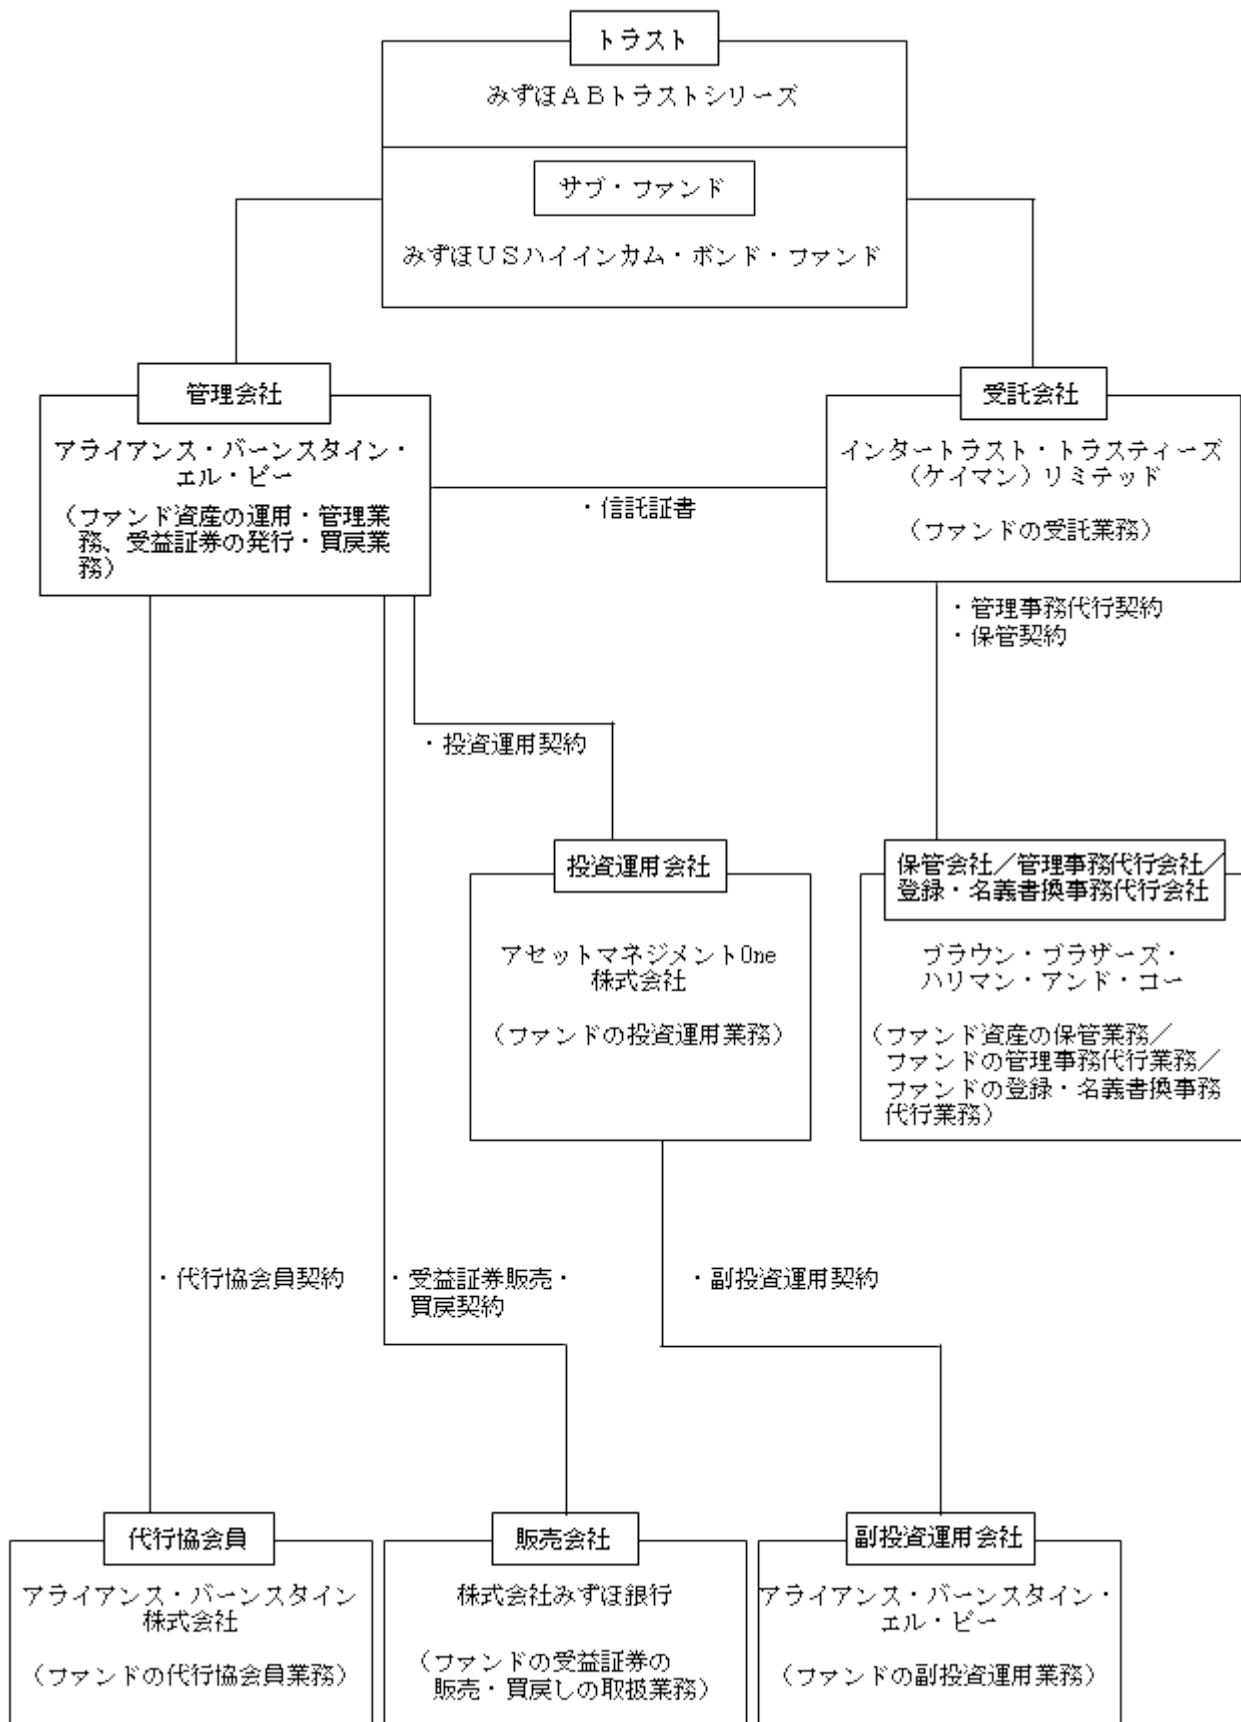 トラスト
みずほＡＢトラストシリーズ
サブ・ファンド
みずほＵＳハイインカム・ボンド・ファンド
管理会社
アライアンス・バーンスタイン・
エル・ピー
（ファンド資産の運用・管理業
務、受益証券の発行・買戻業
務）
受託会社
インタートラスト・トラスティーズ
（ケイマン）リミテッド
（ファンドの受託業務）
・信託証書
・管理事務代行契約
・保管契約
・投資運用契約
投資運用会社
アセットマネジメントOne
株式会社
（ファンドの投資運用業務）
保管会社／管理事務代行会社／
登録・名義書換事務代行会社
ブラウン・ブラザーズ・
ハリマン・アンド・コー
（ファンド資産の保管業務／
ファンドの管理事務代行業務／
ファンドの登録・名義書換事務
代行業務）
・代行協会員契約
・受益証券販売・
買戻契約
・副投資運用契約
代行協会員
アライアンス・バーンスタイン
株式会社
（ファンドの代行協会員業務）
販売会社
株式会社みずほ銀行
（ファンドの受益証券の
販売・買戻しの取扱業務）
副投資運用会社
アライアンス・バーンスタイン・
エル・ピー
（ファンドの副投資運用業務）